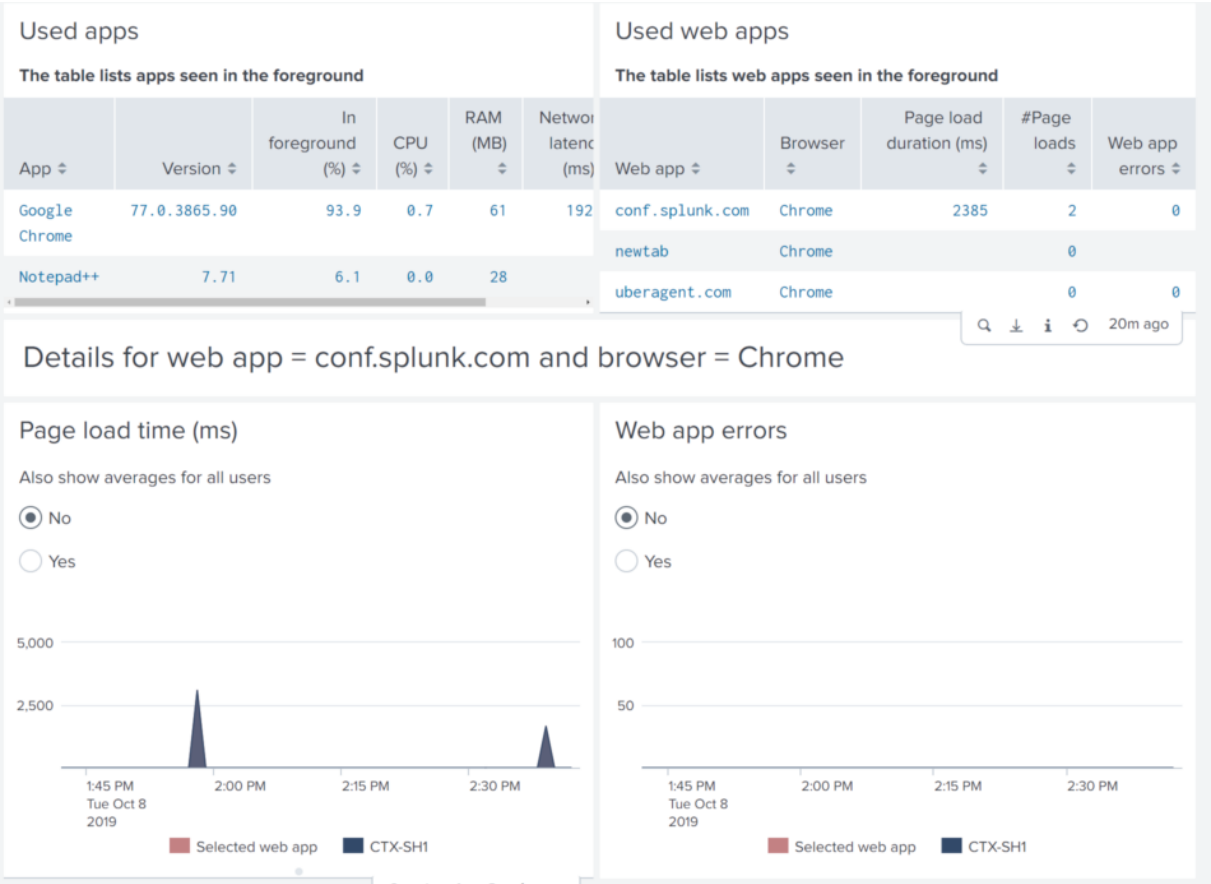 Used apps
The table lists apps seen in the foreground
App
Version
In
foreground
(%)
CPU
(%)
RAM
(MB)
(ms)
Google
Chrome
77.0.3865.90
93.9
0.7
61
192
Notepad++
7.71
6.1
0.0
28
Used web apps
The table lists web apps seen in the foreground
Web app
Browser
Page load
duration (ms)
#Page
loads
Web app
errors
conf.splunk.com
Chrome
2385
2
0
newtab
Chrome
0
uberagent.com
Chrome
0
0
20m ago
Details for web app = conf.splunk.com and browser = Chrome
Page load time (ms)
Also show averages for all users
No
Yes
5,000
2,500
1:45 PM
Tue Oct 8
2019
2:00 PM
2:15 PM
2:30 PM
Selected web app
CTX-SH1
Web app errors
Also show averages for all users
No
Yes
100
50
1:45 PM
Tue Oct 8
2019
2:00 PM
2:15 PM
2:30 PM
Selected web app
CTX-SH1